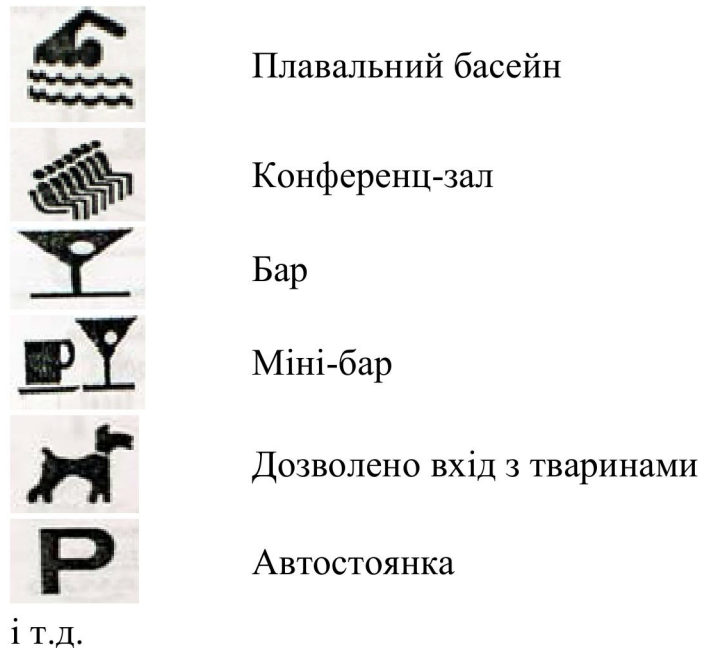 Плавальний басейн
Конференц-зал
Бар
Міні-бар
Дозволено вхід з тваринами
P
Автостоянка
і т.д.